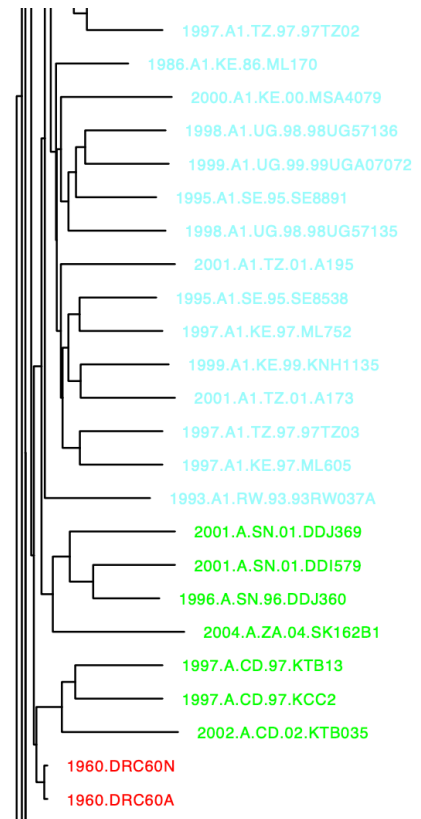 1997.A1.TZ.97.97TZ02
1986.A1.KE.86.ML170
2000.A1.KE.00.MSA4079
1998.A1.UG.98.98UG57136
1999.A1.UG.99.99UGA07072
1995.A1.SE.95.SE8891
1998.A1.UG.98.98UG57135
2001.A1.TZ.01.A195
1995.A1.SE.95.SE8538
1997.A1.KE.97.ML752
1999.A1.KE.99.KNH1135
2001.A1.TZ.01.A173
1997.A1.TZ.97.97TZ03
1997.A1.KE.97.ML605
1993.A1.RW.93.93RW037A
2001.A.SN.01.DDJ369
2001.A.SN.01.DDI579
1996.A.SN.96.DDJ360
2004.A.ZA.04.SK162B1
1997.A.CD.97.KTB13
1997.A.CD.97.KCC2
2002.A.CD.02.KTB035
1960.DRC60N
1960.DRC60A